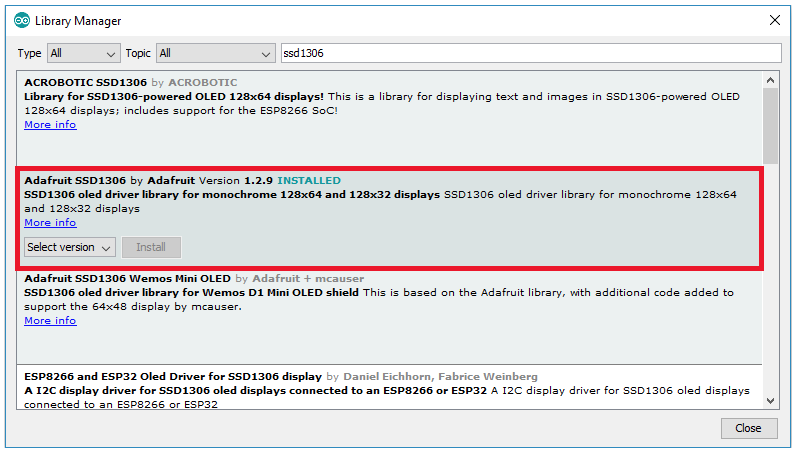 Library Manager
Type All Topic All ssd1306
ACROBOTIC SSD1306 by ACROBOTIC
Library for SSD1306-powered OLED 128x64 displays! This is a library for displaying text and images in SSD1306-powered OLED
128x64 displays; includes support for the ESP8266 SoC!
More info
Adafruit SSD1306 by Adafruit Version 1.2.9 INSTALLED
SSD1306 oled driver library for monochrome 128x64 and 128x32 displays SSD1306 oled driver library for monochrome 128x64
and 128x32 displays
More info
Select version Install
Adafruit SSD1306 Wemos Mini OLED by Adafruit + mcauser
SSD1306 oled driver library for Wemos D1 Mini OLED shield This is based on the Adafruit library, with additional code added to
support the 64x48 display by mcauser.
More info
ESP8266 and ESP32 Oled Driver for SSD1306 display by Daniel Eichhorn, Fabrice Weinberg
A I2C display driver for SSD1306 oled displays connected to an ESP8266 or ESP32 A I2C display driver for SSD1306 oled displays
connected to an ESP8266 or ESP32
Close